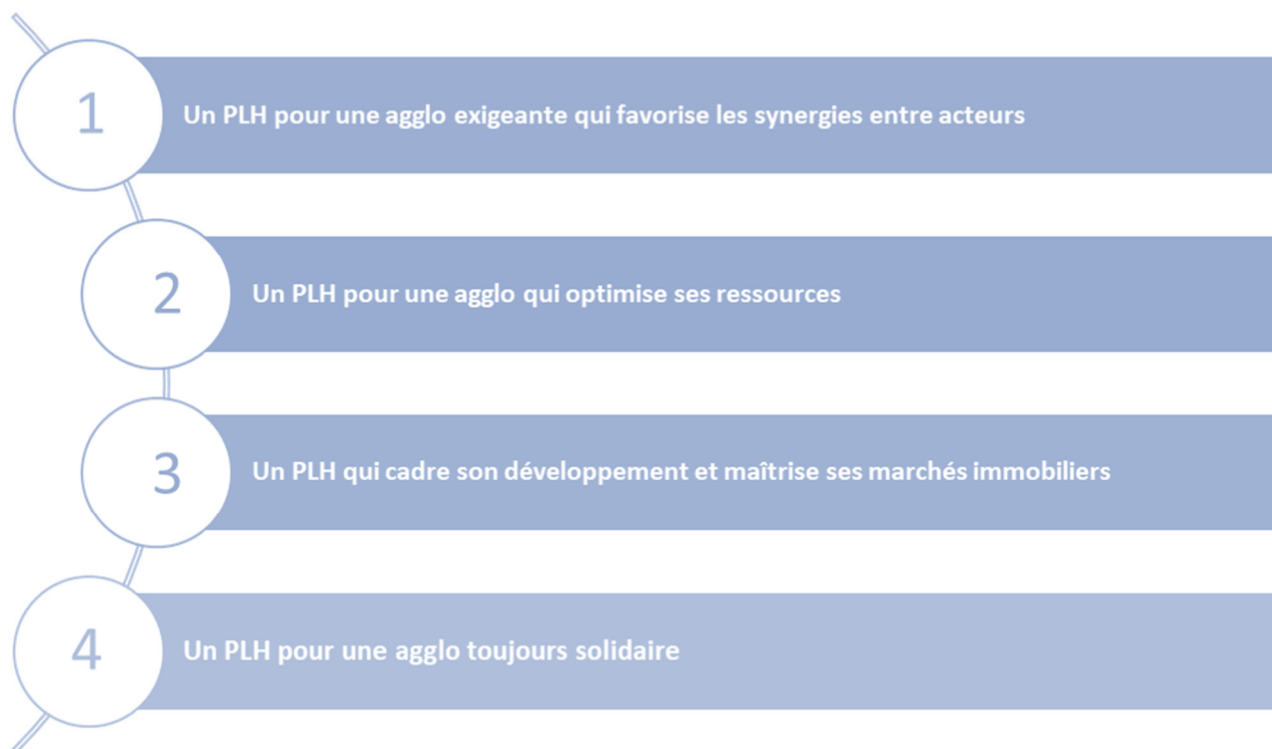 1
Un PLH pour une agglo exigeante qui favorise les synergies entre acteurs
2
Un PLH pour une agglo qui optimise ses ressources
3
Un PLH qui cadre son développement et maîtrise ses marchés immobiliers
4
Un PLH pour une agglo toujours solidaire